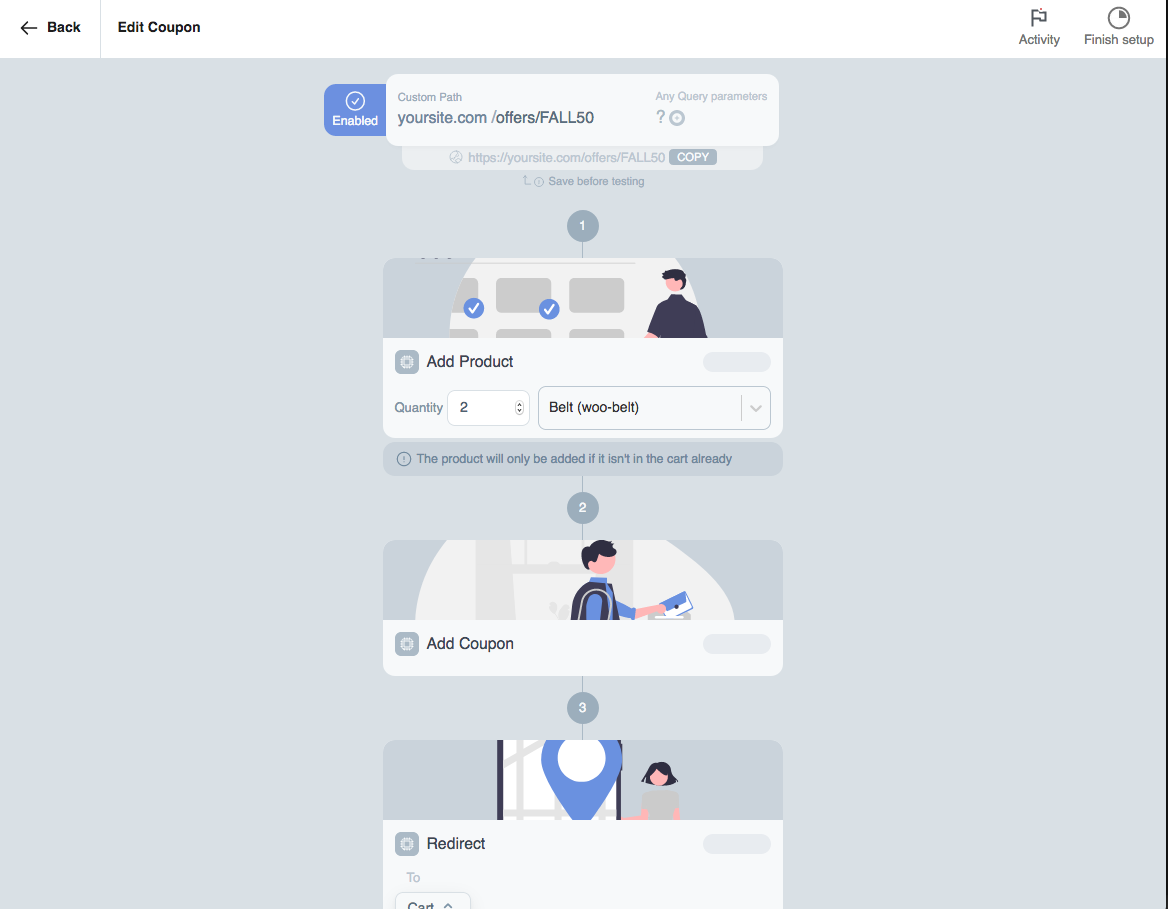 Back
Edit Coupon
Activity
Finish setup
Enabled
Custom Path
yoursite.com /offers/FALL50
Any Query parameters
?
https://yoursite.com/offers/FALL50 COPY
Save before testing
1
Add Product
Quantity 2 Belt (woo-belt)
The product will only be added if it isn't in the cart already
2
Add Coupon
3
Redirect
To
Cart